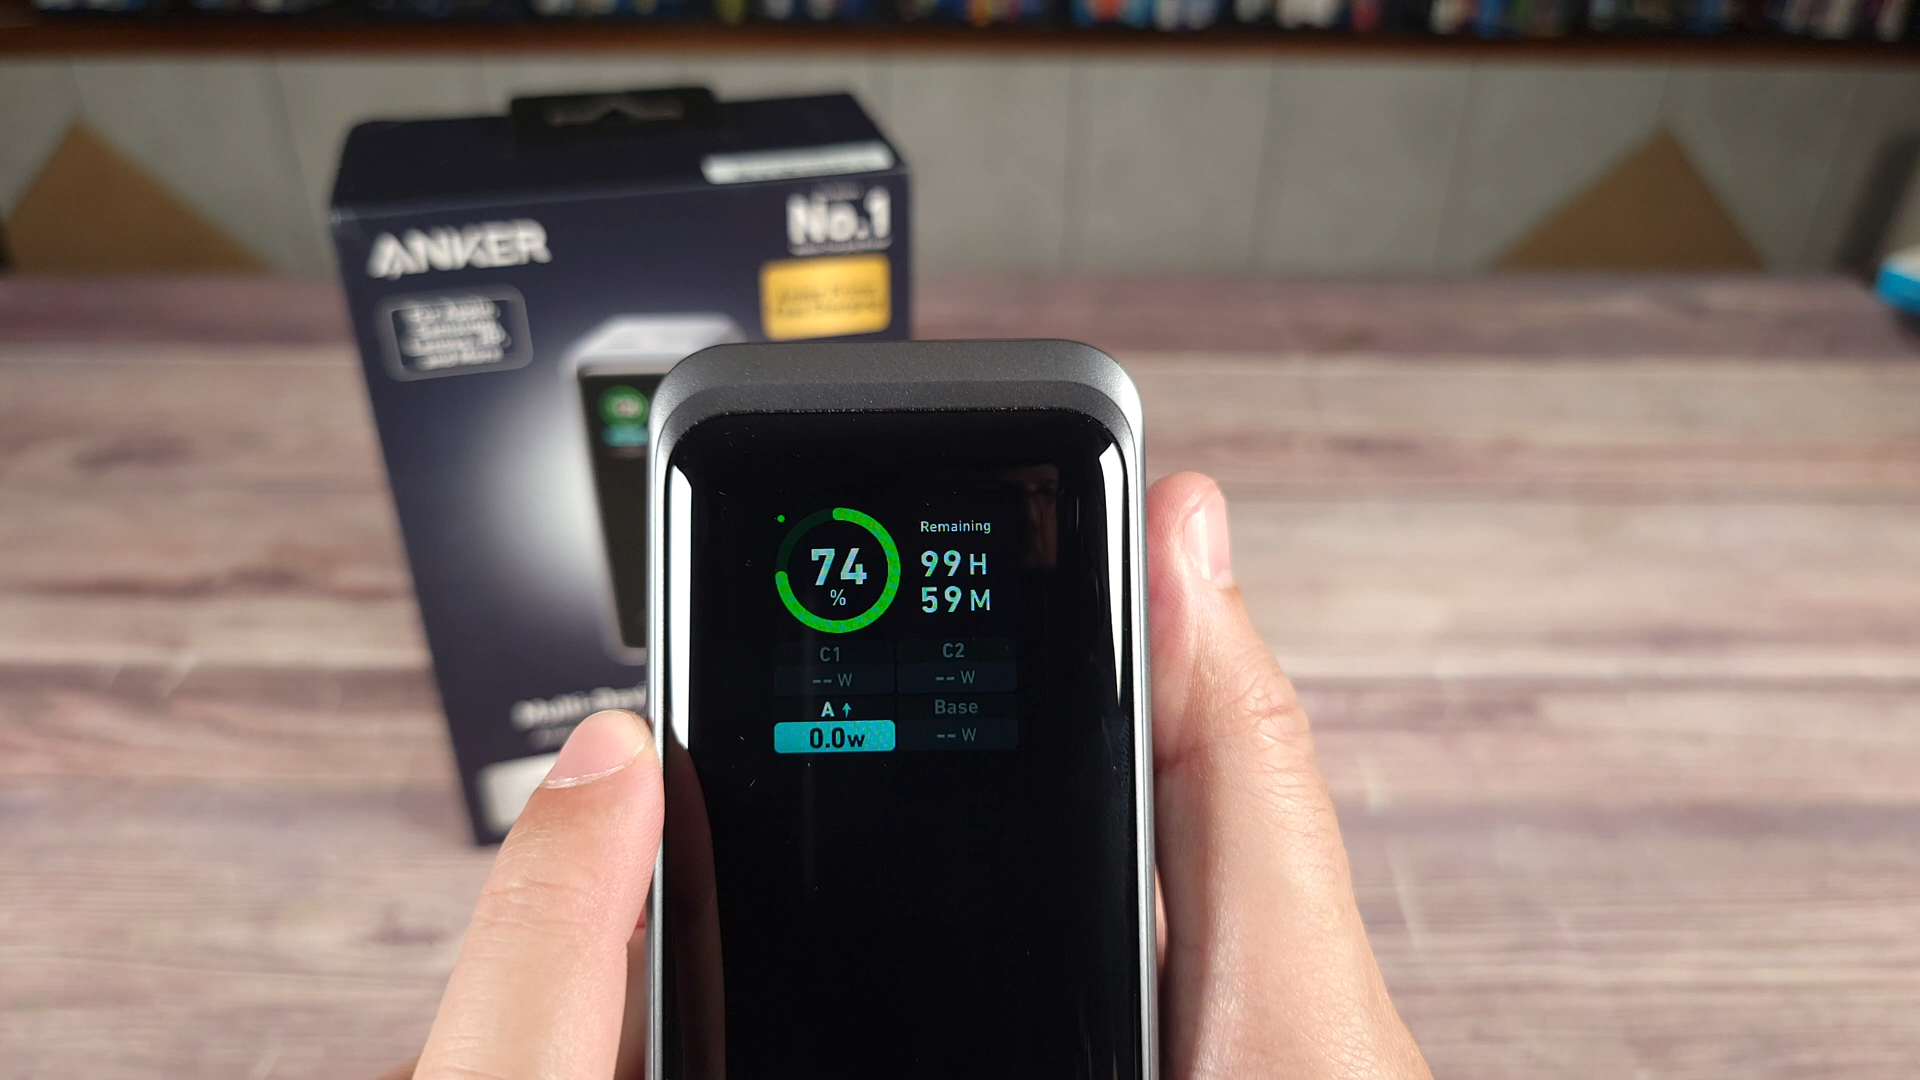 ANKER
No.1
Remaining
74
%
99H
59M
C1
C2
-- W
-- W
A↑
Base
0.0w
-- W